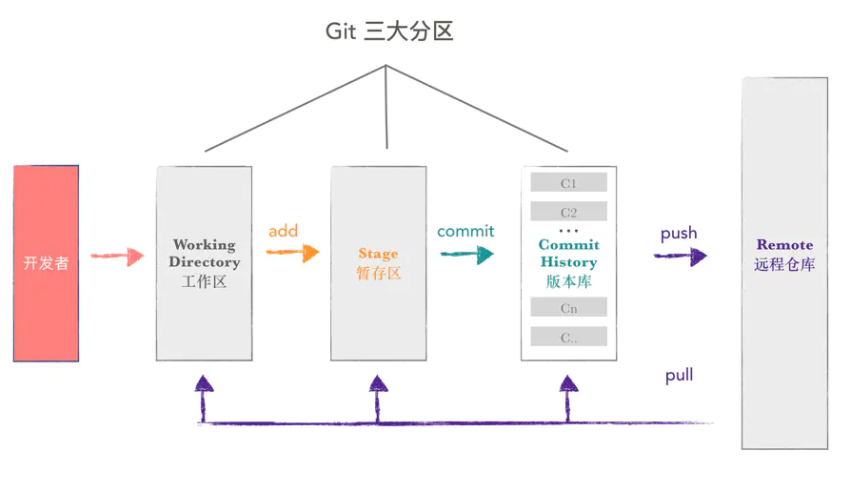 Git 三大分区
开发者
Working
Directory
工作区
add
Stage
暂存区
commit
C1
C2
...
Commit
History
版本库
Cn
C..
push
Remote
远程仓库
pull